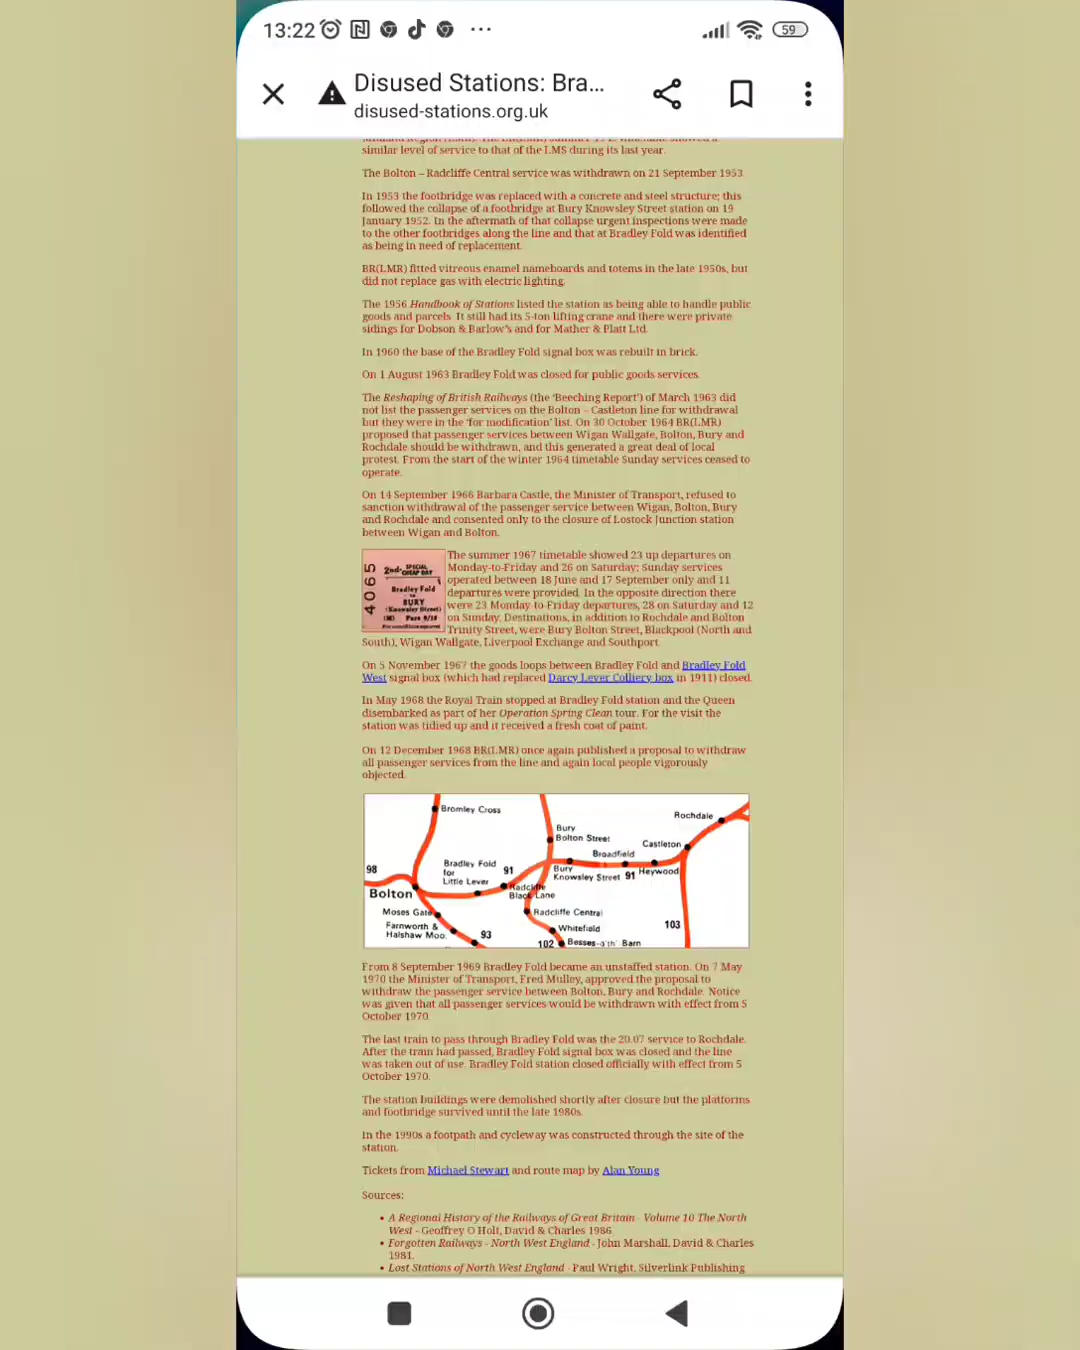 13:22
59
Disused Stations: Bra...
disused-stations.org.uk
similar level of service to that of the LMS during its last year.
The Bolton – Radcliffe Central service was withdrawn on 21 September 1953
In 1953 the footbridge was replaced with a concrete and steel structure; this
followed the collapse of a footbridge at Bury Knowsley Street station on 19
January 1952. In the aftermath of that collapse urgent inspections were made
to the other footbridges along the line and that at Bradley Fold was identified
as being in need of replacement.
BR(LMR) fitted vitreous enamel nameboards and totems in the late 1950s, but
did not replace gas with electric lighting.
The 1956 Handbook of Stations listed the station as being able to handle public
goods and parcels. It still had its 5-ton lifting crane and there were private
sidings for Dobson & Barlow's and for Mather & Platt Ltd.
In 1960 the base of the Bradley Fold signal box was rebuilt in brick.
On 1 August 1963 Bradley Fold was closed for public goods services.
The Reshaping of British Railways (the 'Beeching Report') of March 1963 did
not list the passenger services on the Bolton – Castleton line for withdrawal
but they were in the 'for modification' list. On 30 October 1964 BR(LMR)
proposed that passenger services between Wigan Wallgate, Bolton, Bury and
Rochdale should be withdrawn, and this generated a great deal of local
protest. From the start of the winter 1964 timetable Sunday services ceased to
operate.
On 14 September 1966 Barbara Castle, the Minister of Transport, refused to
sanction withdrawal of the passenger service between Wigan, Bolton, Bury
and Rochdale and consented only to the closure of Lostock Junction station
between Wigan and Bolton.
4065
2nd- SPECIAL
CHEAP DAY
Bradley Fold
to
BURY
(Knowsley Street)
(M) Fare 0/10
The summer 1967 timetable showed 23 up departures on
Monday-to-Friday and 26 on Saturday; Sunday services
operated between 18 June and 17 September only and 11
departures were provided. In the opposite direction there
were 23 Monday-to-Friday departures, 28 on Saturday and 12
on Sunday. Destinations, in addition to Rochdale and Bolton
Trinity Street, were Bury Bolton Street, Blackpool (North and
South), Wigan Wallgate, Liverpool Exchange and Southport.
On 5 November 1967 the goods loops between Bradley Fold and Bradley Fold
West signal box (which had replaced Darcy Lever Colliery box in 1911) closed.
In May 1968 the Royal Train stopped at Bradley Fold station and the Queen
disembarked as part of her Operation Spring Clean tour. For the visit the
station was tidied up and it received a fresh coat of paint.
On 12 December 1968 BR(LMR) once again published a proposal to withdraw
all passenger services from the line and again local people vigorously
objected.
Bromley Cross
Rochdale
Bury
Bolton Street
Castleton
Broadfield
Bradley Fold
for
Little Lever
98
91
Bury
Knowsley Street
91
Heywood
Bolton
Radcliffe
Black Lane
Moses Gate
Radcliffe Central
Farnworth &
Halshaw Moo.
93
Whitefield
103
102
Besses-o'th' Barn
From 8 September 1969 Bradley Fold became an unstaffed station. On 7 May
1970 the Minister of Transport, Fred Mulley, approved the proposal to
withdraw the passenger service between Bolton, Bury and Rochdale. Notice
was given that all passenger services would be withdrawn with effect from 5
October 1970.
The last train to pass through Bradley Fold was the 20.07 service to Rochdale.
After the train had passed, Bradley Fold signal box was closed and the line
was taken out of use. Bradley Fold station closed officially with effect from 5
October 1970.
The station buildings were demolished shortly after closure but the platforms
and footbridge survived until the late 1980s.
In the 1990s a footpath and cycleway was constructed through the site of the
station.
Tickets from Michael Stewart and route map by Alan Young
Sources:
• A Regional History of the Railways of Great Britain - Volume 10 The North
West - Geoffrey O Holt, David & Charles 1986
• Forgotten Railways - North West England - John Marshall, David & Charles
1981.
• Lost Stations of North West England - Paul Wright, Silverlink Publishing